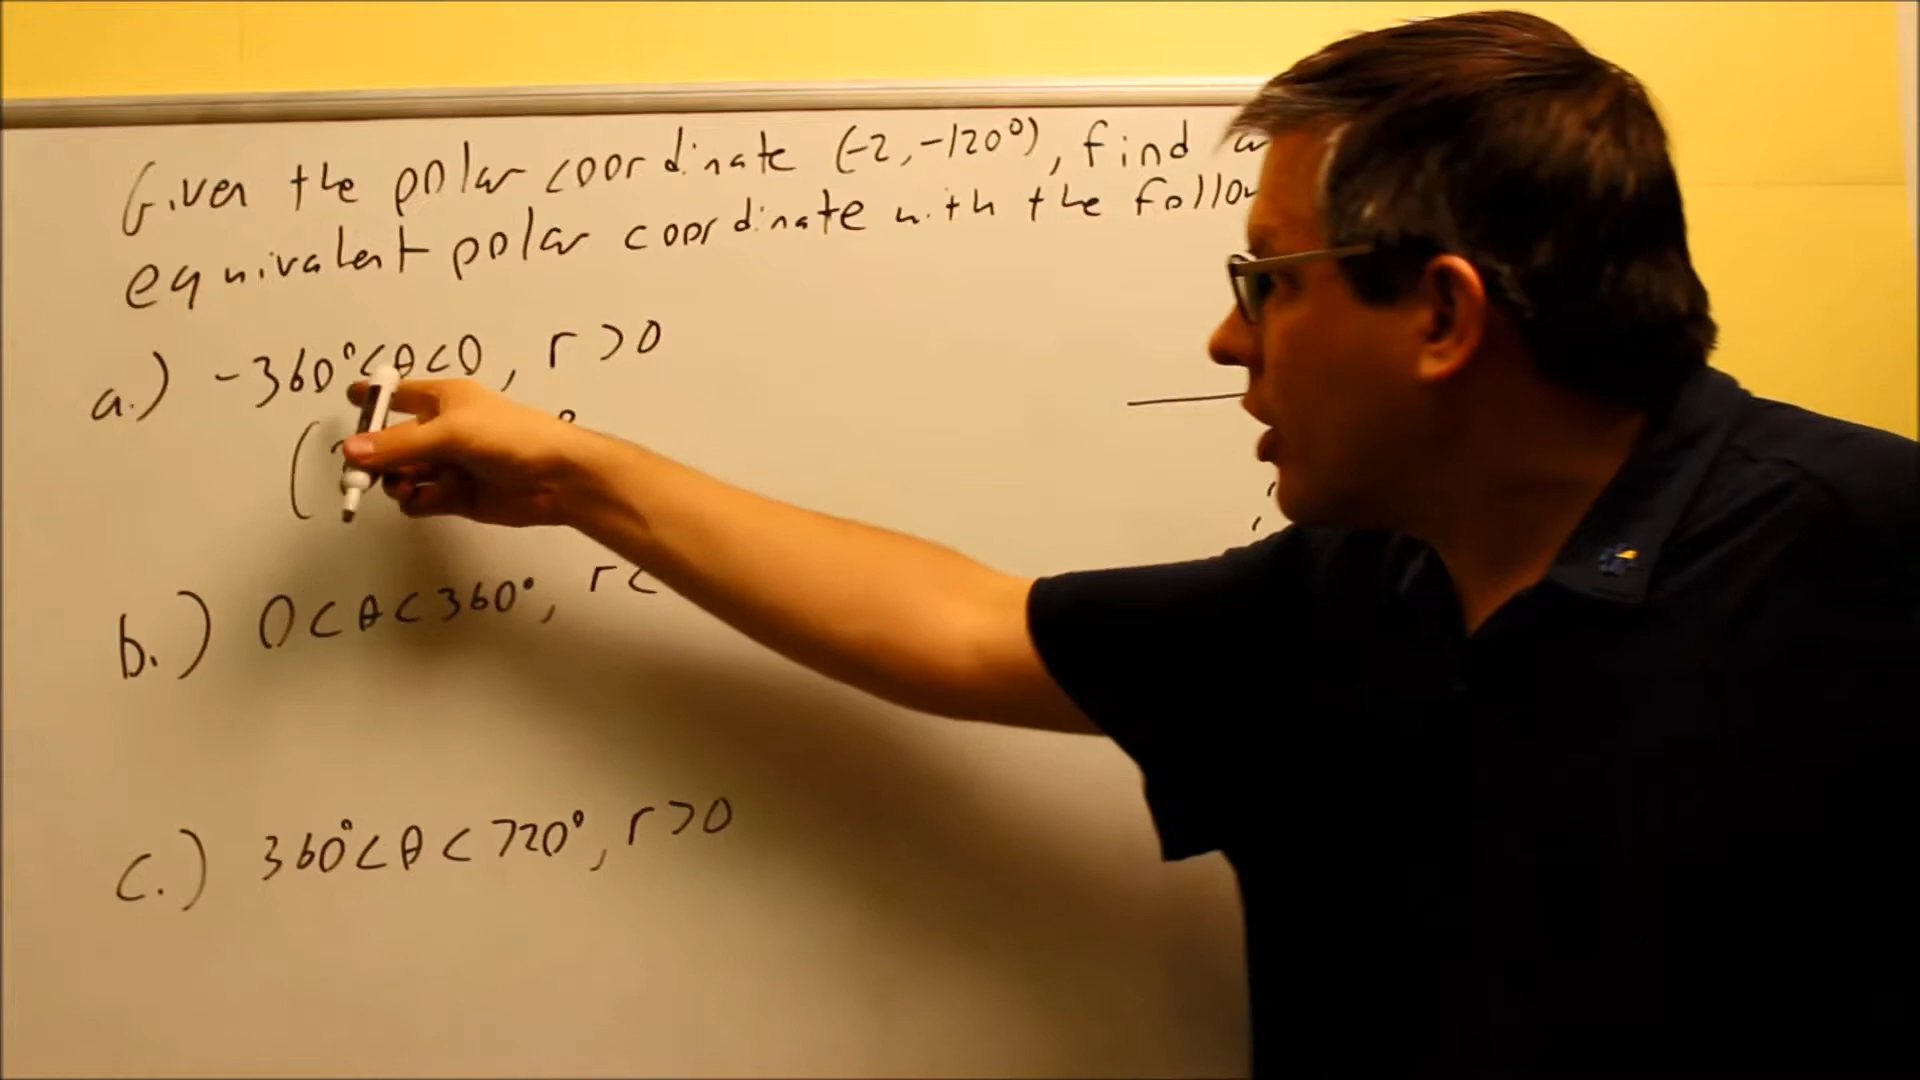 Given the polar coordinate (-2,-120°), find
equivalent polar coordinate with the follow
a.) -360°<θ<0, r>0
(
b.) 0<θ<360°, r<
c.) 360°<θ<720°, r>0